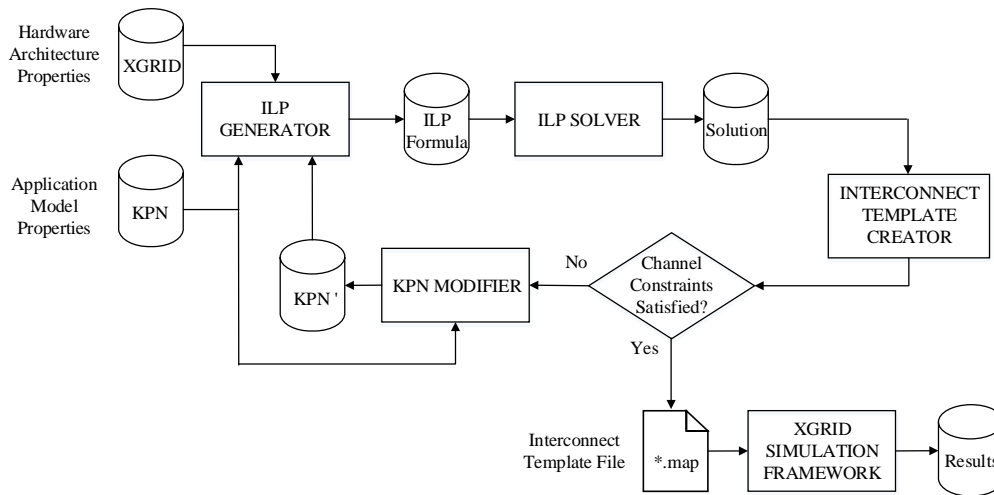 Hardware
Architecture
Properties
XGRID
ILP
GENERATOR
ILP
Formula
ILP SOLVER
Solution
Application
Model
Properties
KPN
INTERCONNECT
TEMPLATE
CREATOR
KPN '
KPN MODIFIER
No
Channel
Constraints
Satisfied?
Yes
Interconnect
Template File
*.map
XGRID
SIMULATION
FRAMEWORK
Results